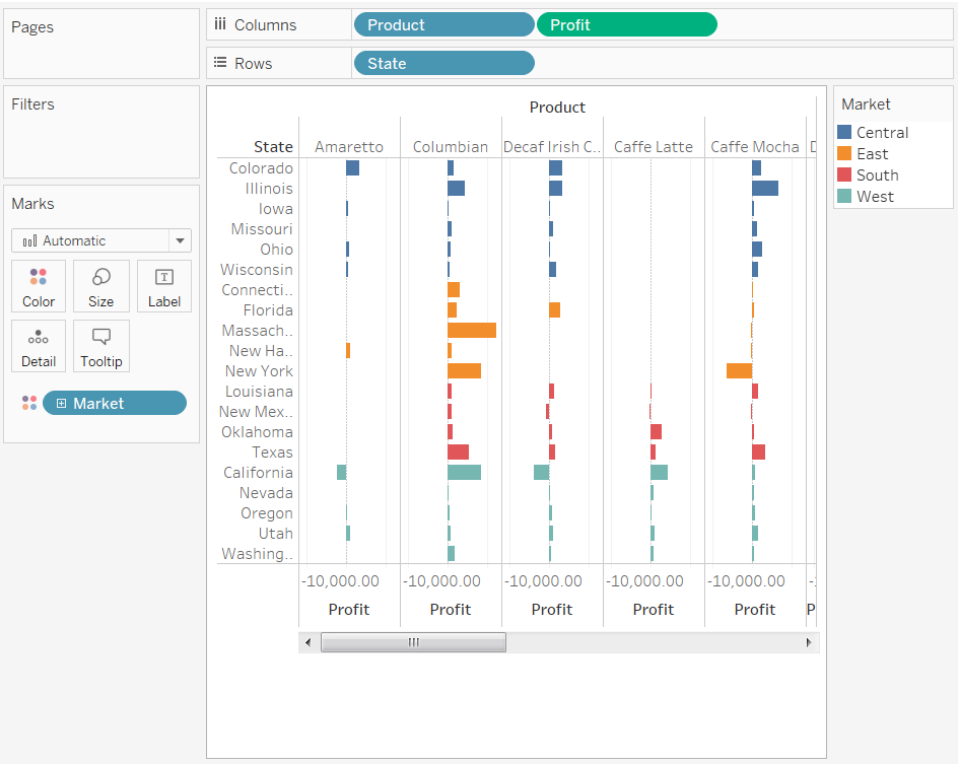 Pages
Columns Product Profit
Rows State
Filters
Marks
Automatic
Color Size Label
Detail Tooltip
Market
Product
State Amaretto Columbian Decaf Irish C.. Caffe Latte Caffe Mocha
Colorado
Illinois
Iowa
Missouri
Ohio
Wisconsin
Connecti..
Florida
Massach..
New Ha..
New York
Louisiana
New Mex..
Oklahoma
Texas
California
Nevada
Oregon
Utah
Washing..
-10,000.00 -10,000.00 -10,000.00 -10,000.00 -10,000.00
Profit Profit Profit Profit Profit P
Market
Central
East
South
West